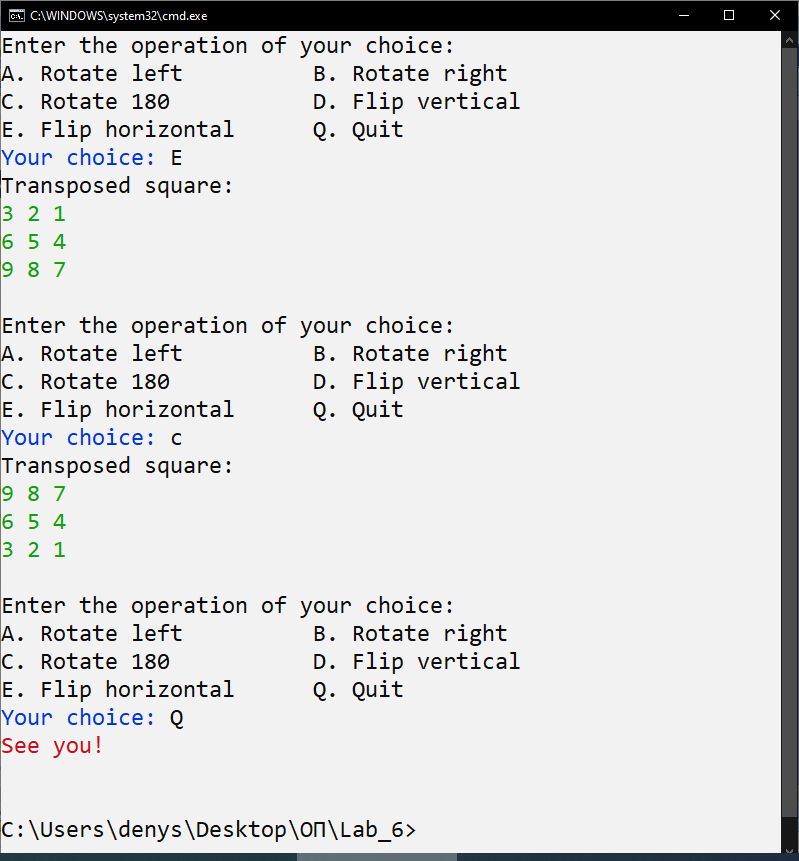 C:\WINDOWS\system32\cmd.exe
Enter the operation of your choice:
A. Rotate left          B. Rotate right
C. Rotate 180           D. Flip vertical
E. Flip horizontal      Q. Quit
Your choice: E
Transposed square:
3 2 1
6 5 4
9 8 7
Enter the operation of your choice:
A. Rotate left          B. Rotate right
C. Rotate 180           D. Flip vertical
E. Flip horizontal      Q. Quit
Your choice: c
Transposed square:
9 8 7
6 5 4
3 2 1
Enter the operation of your choice:
A. Rotate left          B. Rotate right
C. Rotate 180           D. Flip vertical
E. Flip horizontal      Q. Quit
Your choice: Q
See you!
C:\Users\denys\Desktop\ОП\Lab_6>